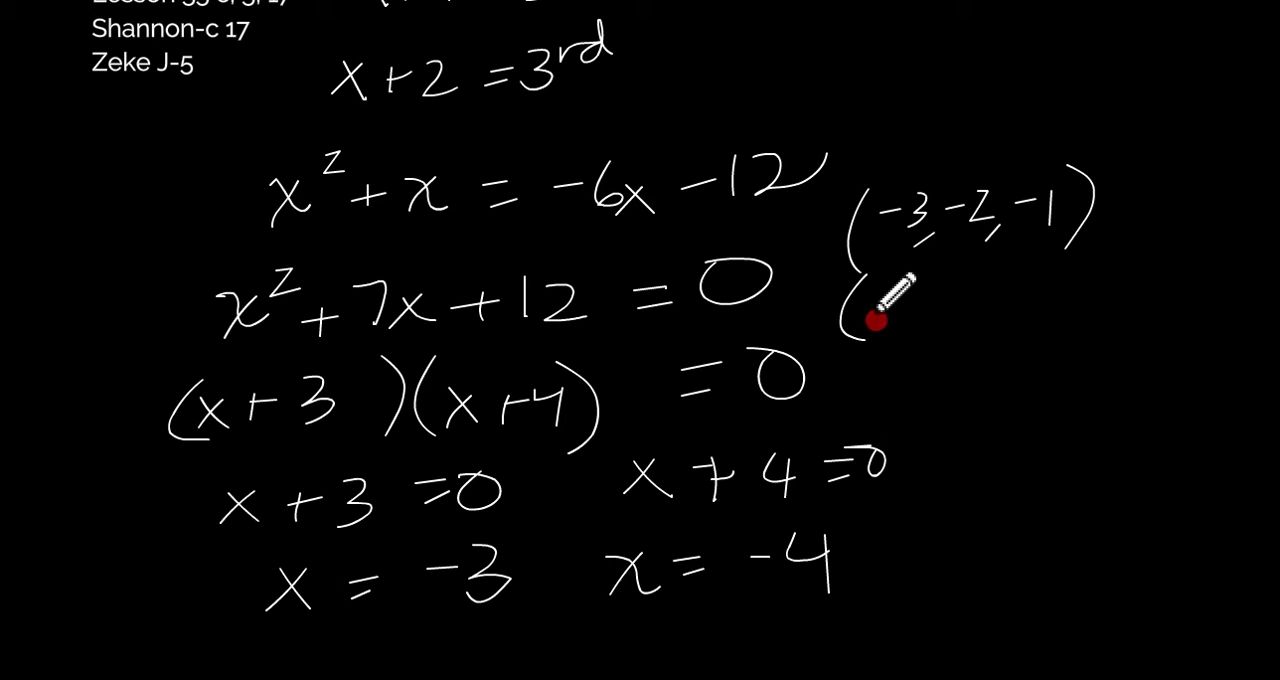 Shannon-c 17
Zeke J-5
x + 2 = 3rd
x² + x = -6x - 12
(-3, -2, -1)
x² + 7x + 12 = 0
(
(x + 3 )(x + 4) = 0
x + 3 = 0 x + 4 = 0
x = -3 x = -4